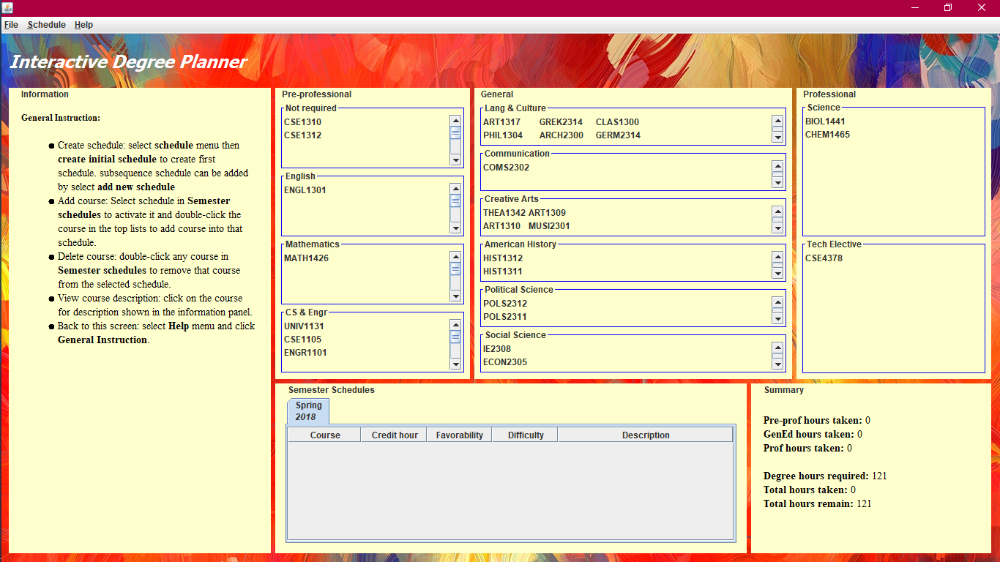 File Schedule Help
Interactive Degree Planner
Information
General Instruction:
Create schedule: select schedule menu then
create initial schedule to create first
schedule. subsequence schedule can be added
by select add new schedule
Add course: Select schedule in Semester
schedules to activate it and double-click the
course in the top lists to add course into that
schedule.
Delete course: double-click any course in
Semester schedules to remove that course
from the selected schedule.
View course description: click on the course
for description shown in the information panel.
Back to this screen: select Help menu and click
General Instruction.
Pre-professional
Not required
CSE1310
CSE1312
English
ENGL1301
Mathematics
MATH1426
CS & Engr
UNIV1131
CSE1105
ENGR1101
General
Lang & Culture
ART1317 GREK2314 CLAS1300
PHIL1304 ARCH2300 GERM2314
Communication
COMS2302
Creative Arts
THEA1342 ART1309
ART1310 MUSI2301
American History
HIST1312
HIST1311
Political Science
POLS2312
POLS2311
Social Science
IE2308
ECON2305
Professional
Science
BIOL1441
CHEM1465
Tech Elective
CSE4378
Semester Schedules
Spring
2018
Course Credit hour Favorability Difficulty Description
Summary
Pre-prof hours taken: 0
GenEd hours taken: 0
Prof hours taken: 0
Degree hours required: 121
Total hours taken: 0
Total hours remain: 121